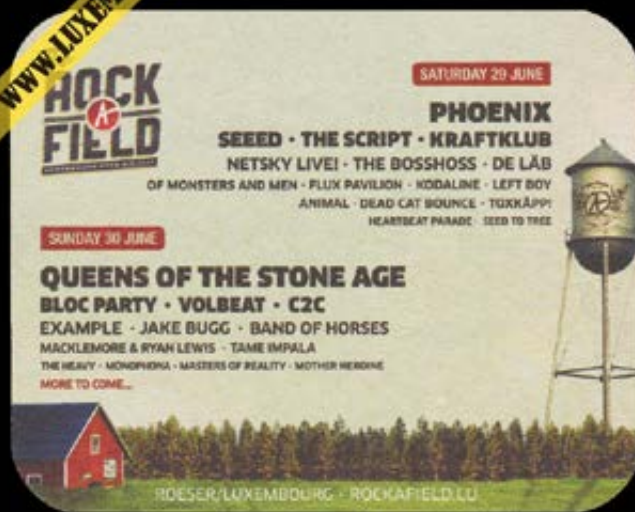 WWW.LUXEM
ROCK
A
FIELD
SATURDAY 29 JUNE
PHOENIX
SEEED · THE SCRIPT · KRAFTKLUB
NETSKY LIVE! · THE BOSSHOSS · DE LÄB
OF MONSTERS AND MEN · FLUX PAVILION · KODALINE · LEFT BOY
ANIMAL · DEAD CAT BOUNCE · TOXKÄPP!
HEARTBEAT PARADE · SEED TO TREE
SUNDAY 30 JUNE
QUEENS OF THE STONE AGE
BLOC PARTY · VOLBEAT · C2C
EXAMPLE · JAKE BUGG · BAND OF HORSES
MACKLEMORE & RYAN LEWIS · TAME IMPALA
THE HEAVY · MONOPHONA · MASTERS OF REALITY · MOTHER HEROINE
MORE TO COME...
ROESER/LUXEMBOURG · ROCKAFIELD.LU